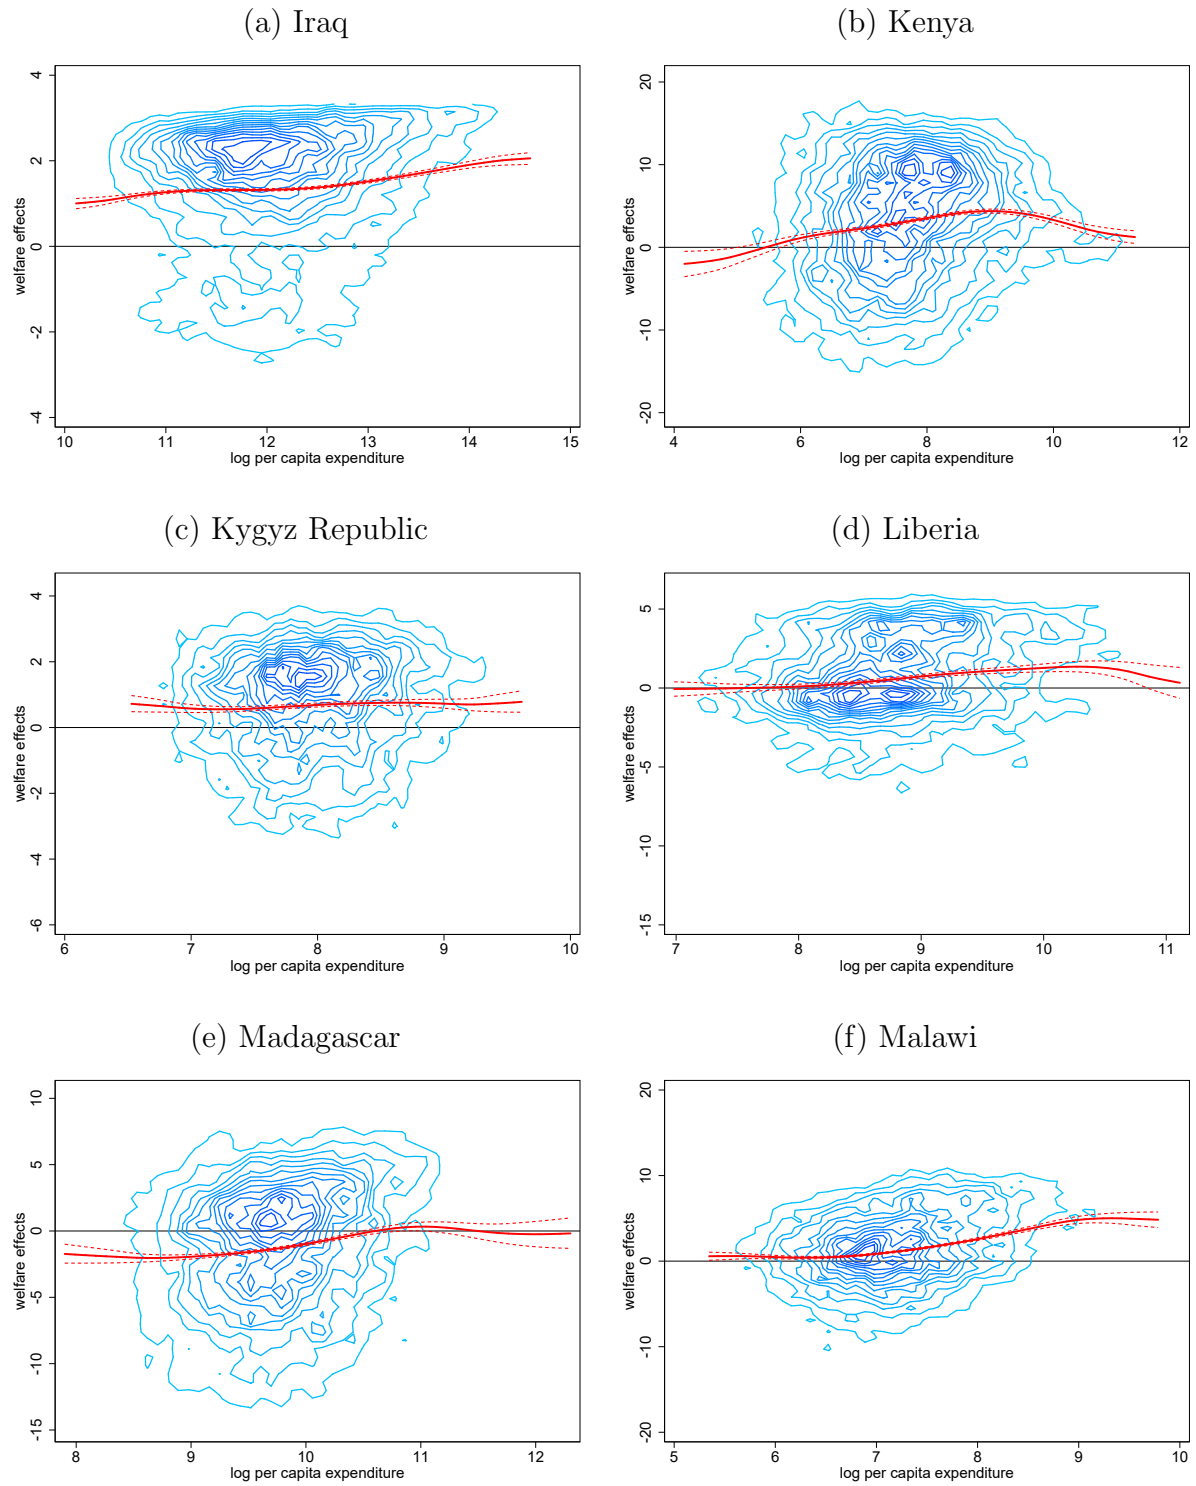 (a) Iraq
(b) Kenya
4
2
0
-2
-4
welfare effects
10 11 12 13 14 15
log per capita expenditure
20
10
0
-10
-20
welfare effects
4 6 8 10 12
log per capita expenditure
(c) Kygyz Republic
(d) Liberia
4
2
0
-2
-4
-6
welfare effects
6 7 8 9 10
log per capita expenditure
5
0
-5
-10
-15
welfare effects
7 8 9 10 11
log per capita expenditure
(e) Madagascar
(f) Malawi
10
5
0
-5
-10
-15
welfare effects
8 9 10 11 12
log per capita expenditure
20
10
0
-10
-20
welfare effects
5 6 7 8 9 10
log per capita expenditure